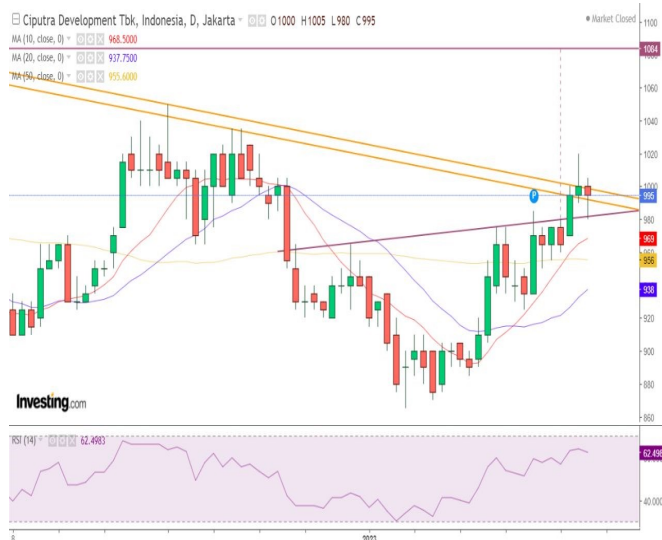 Ciputra Development Tbk, Indonesia, D, Jakarta O1000 H1005 L980 C995
Market Closed
MA (10, close, 0) 968.5000
MA (20, close, 0) 937.7500
MA (50, close, 0) 955.6000
1100
1084
1060
1040
1020
1000
995
980
969
956
938
920
900
880
860
P
Investing.com
RSI (14) 62.4983
62.498
40.000